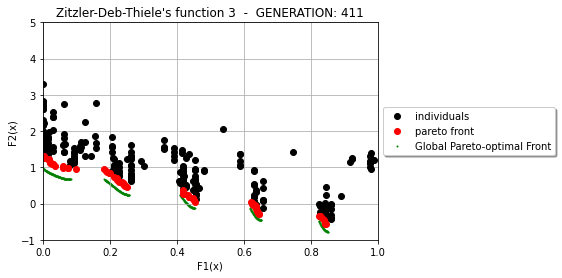 Zitzler-Deb-Thiele's function 3 - GENERATION: 411
5
4
3
2
1
0
−1
F2(x)
0.0 0.2 0.4 0.6 0.8 1.0
F1(x)
individuals
pareto front
Global Pareto-optimal Front